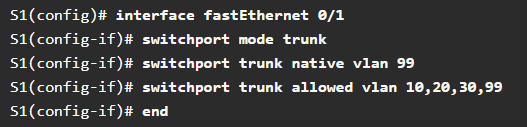 S1(config)# interface fastEthernet 0/1
S1(config-if)# switchport mode trunk
S1(config-if)# switchport trunk native vlan 99
S1(config-if)# switchport trunk allowed vlan 10,20,30,99
S1(config-if)# end